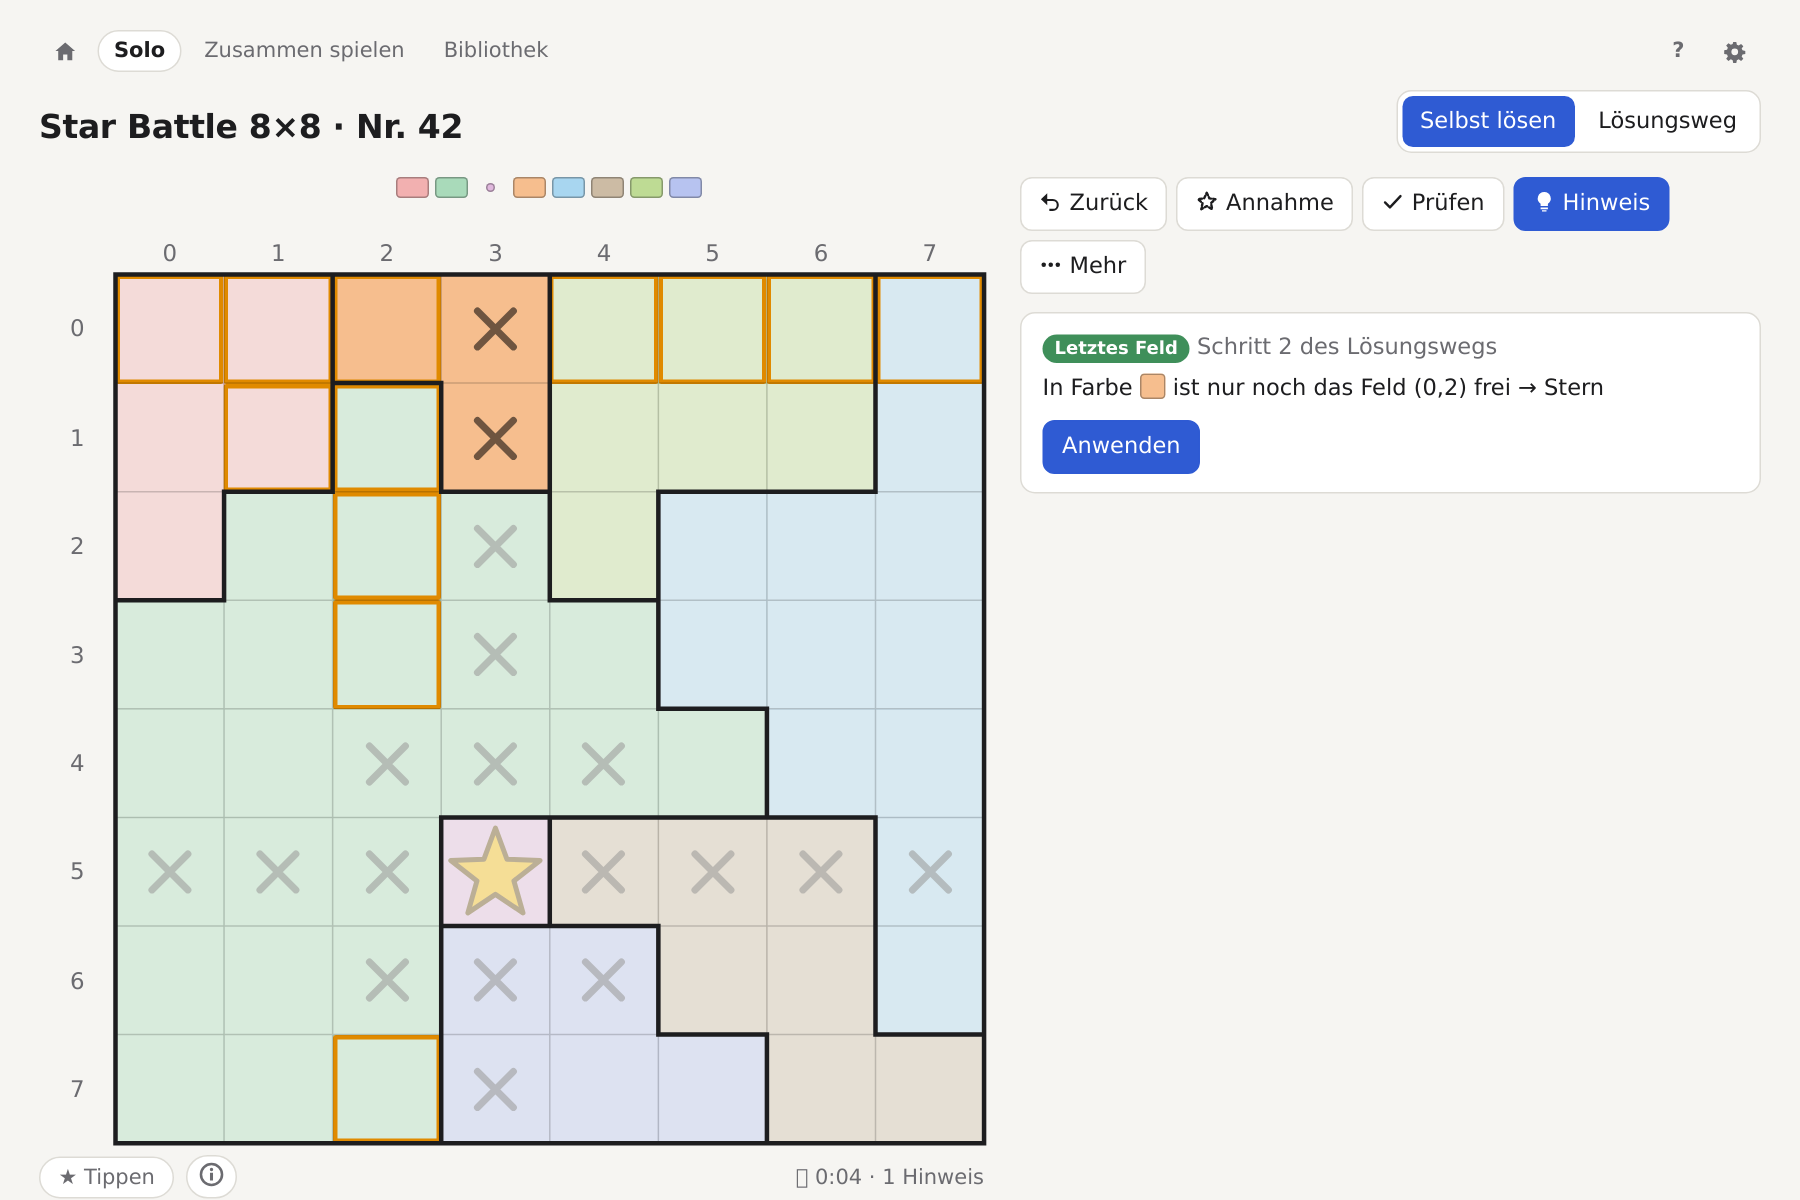 Solo Zusammen spielen Bibliothek ?
Star Battle 8×8 · Nr. 42
Selbst lösen Lösungsweg
Zurück Annahme Prüfen Hinweis
Mehr
0 1 2 3 4 5 6 7
0
1
2
3
4
5
6
7
Letztes Feld Schritt 2 des Lösungswegs
In Farbe ist nur noch das Feld (0,2) frei → Stern
Anwenden
★ Tippen
0:04 · 1 Hinweis